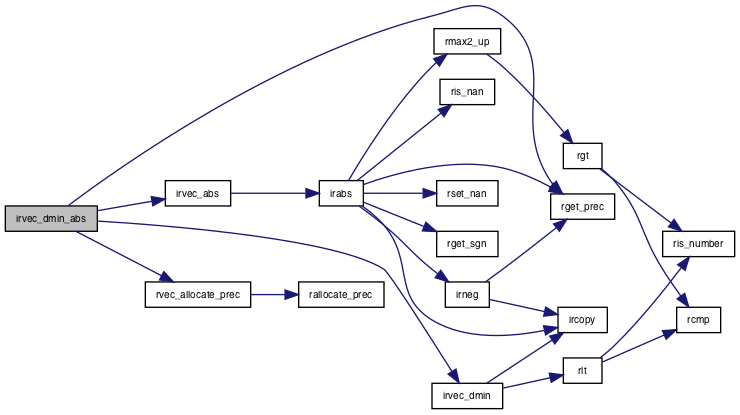 rmax2_up
ris_nan
rgt
irvec_abs
irabs
rset_nan
rget_prec
irvec_dmin_abs
rget_sgn
ris_number
rvec_allocate_prec
rallocate_prec
irneg
ircopy
rcmp
rlt
irvec_dmin